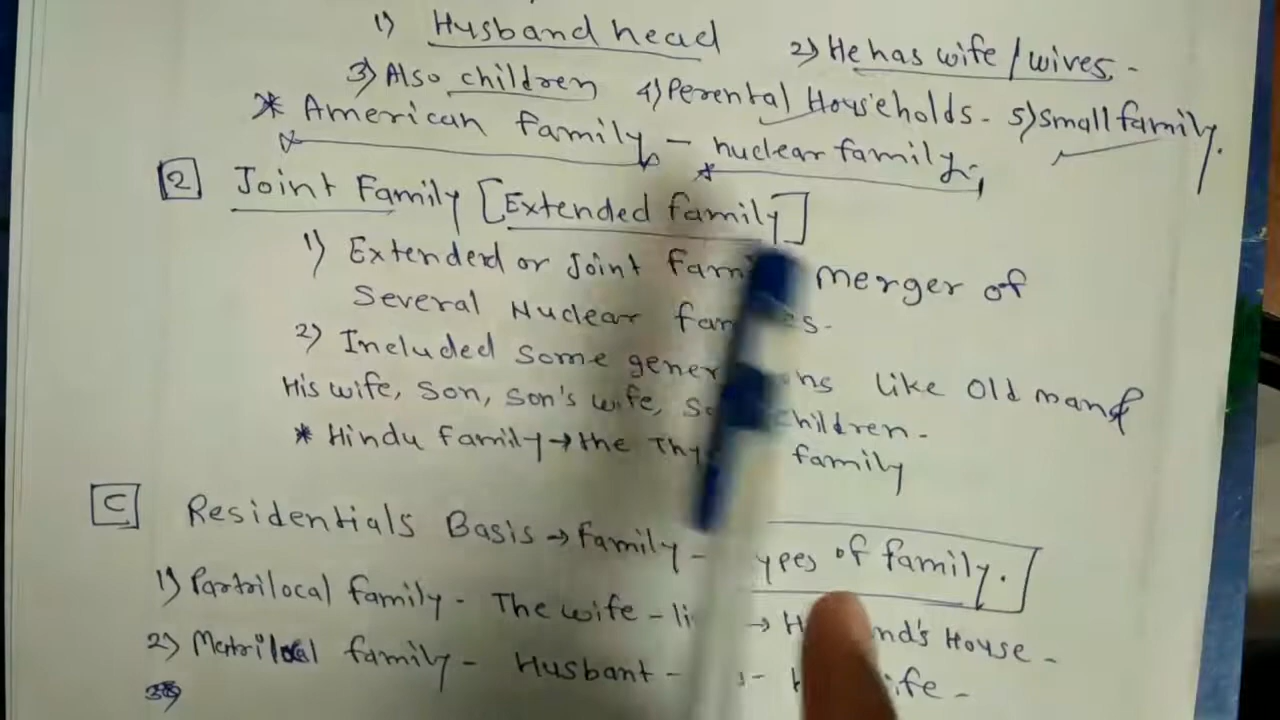 1) Husband head 2) He has wife / wives. -
3) Also children 4) Perental Households - 5) Small family.
* American family - nuclear family,
2 Joint Family [Extended family]
1) Extended or Joint merger of
Several Nuclear
2) Included some like Old man &
His wife, Son, Son's wife, children -
* Hindu family → the family
C Residentials Basis → family - of family.
1) Partrilocal family - The wife - → House -
2) Matrilocal family - Husbant -